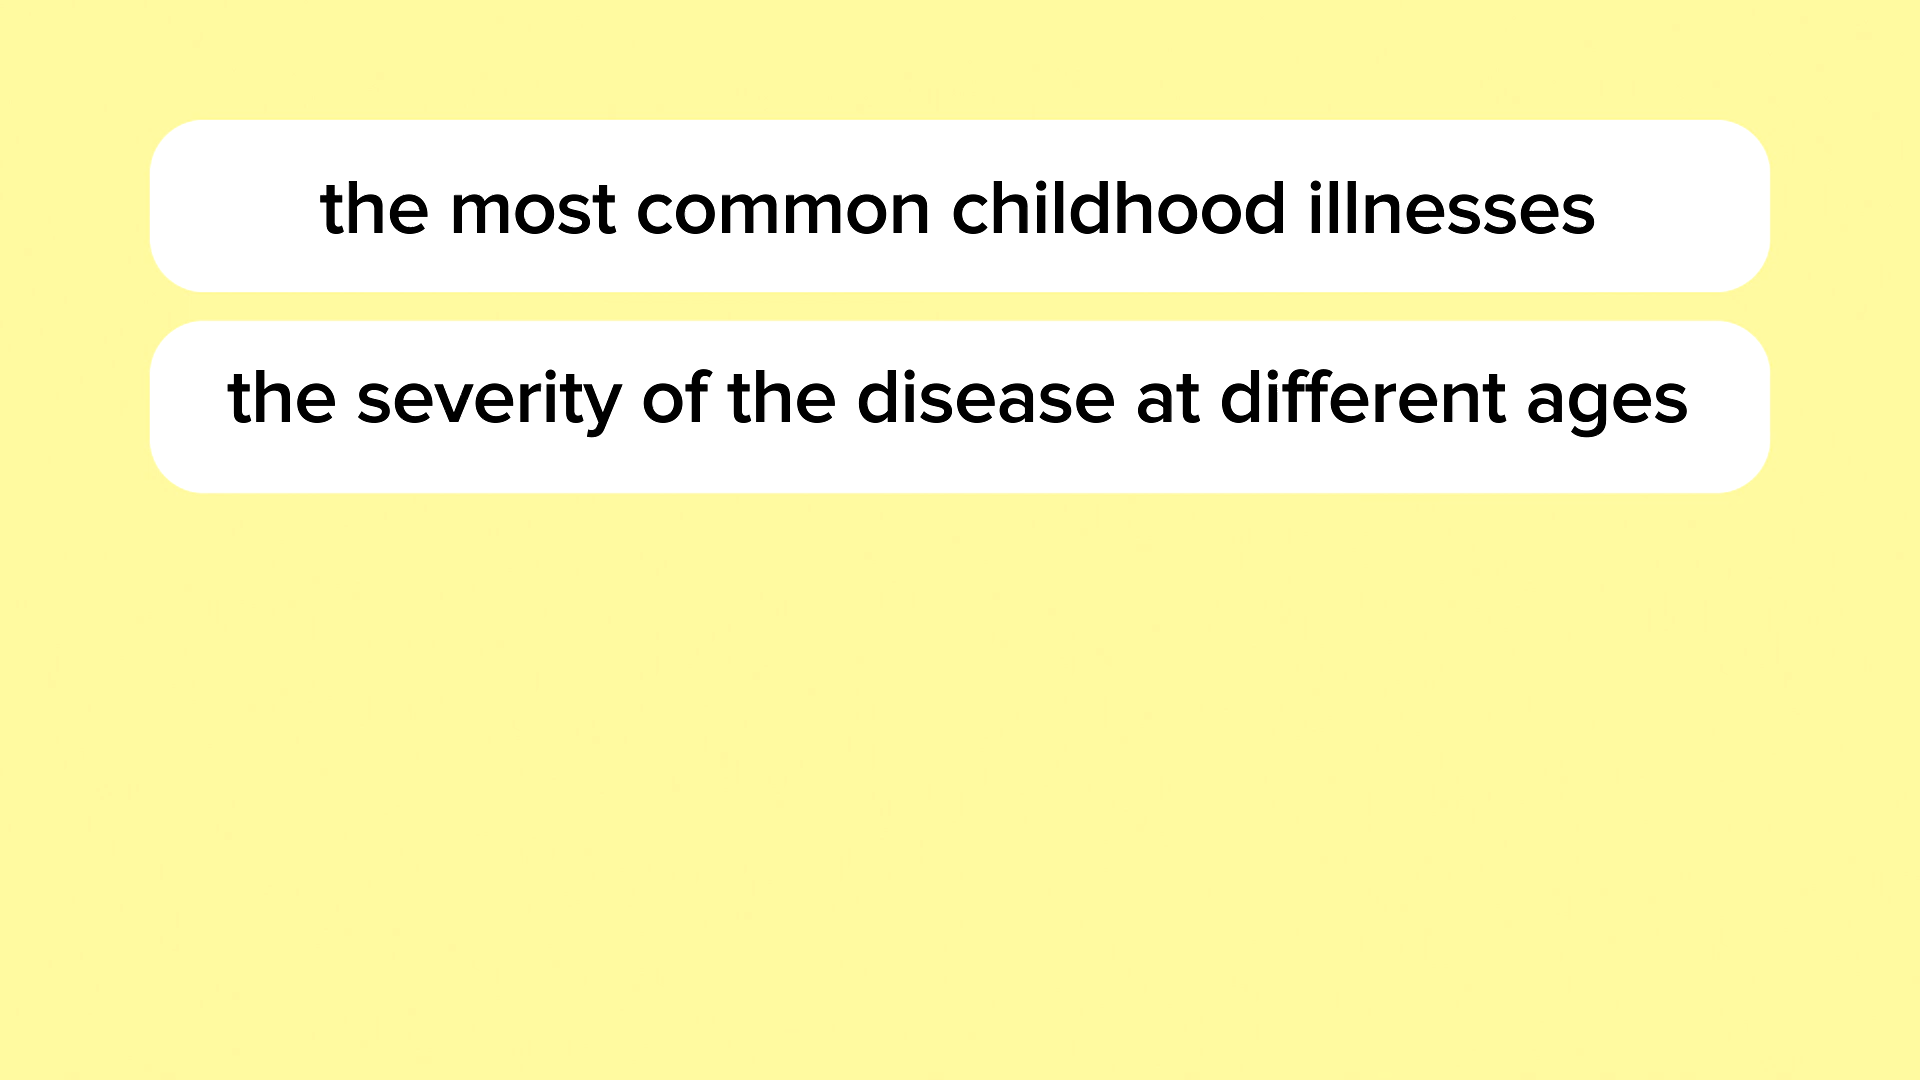 the most common childhood illnesses
the severity of the disease at different ages